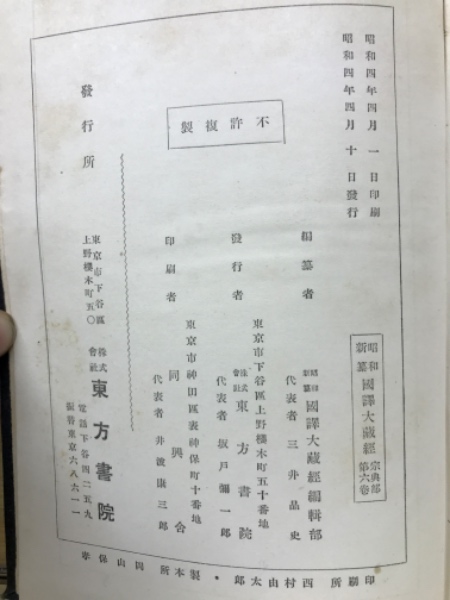 昭和四年四月一日印刷
昭和四年四月十日發行
昭和新纂 國譯大藏經 宗典部 第六卷
不許複製
編纂者 昭和新纂 國譯大藏經編輯部
代表者 三井晶史
東京市下谷區上野櫻木町五十番地
發行者 株式會社 東方書院
代表者 坂戸彌一郎
東京市神田區表神保町十番地
印刷者 同興舎
代表者 井波康三郎
發行所
東京市下谷區
上野櫻木町五〇
株式會社 東方書院
電話下谷四二五九
振替東京六八六一一
印刷所 西村山太郎・製本所 岡山保孝